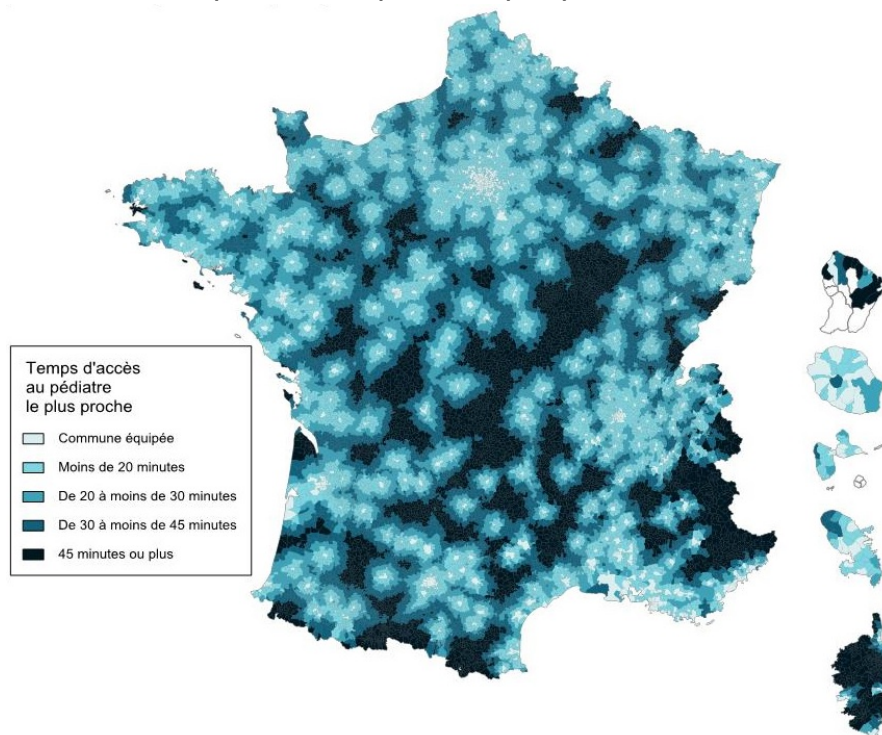 Temps d'accès
au pédiatre
le plus proche
Commune équipée
Moins de 20 minutes
De 20 à moins de 30 minutes
De 30 à moins de 45 minutes
45 minutes ou plus